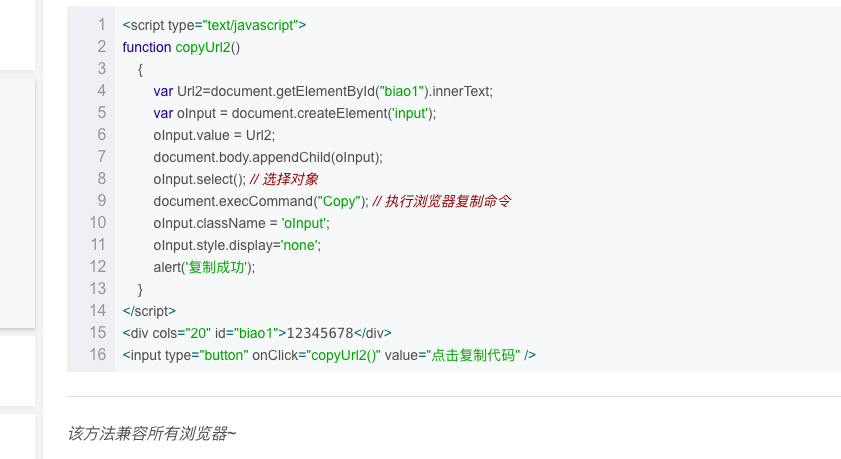 1 <script type="text/javascript">
2 function copyUrl2()
3 {
4 var Url2=document.getElementById("biao1").innerText;
5 var oInput = document.createElement('input');
6 oInput.value = Url2;
7 document.body.appendChild(oInput);
8 oInput.select(); // 选择对象
9 document.execCommand("Copy"); // 执行浏览器复制命令
10 oInput.className = 'oInput';
11 oInput.style.display='none';
12 alert('复制成功');
13 }
14 </script>
15 <div cols="20" id="biao1">12345678</div>
16 <input type="button" onClick="copyUrl2()" value="点击复制代码" />
该方法兼容所有浏览器~